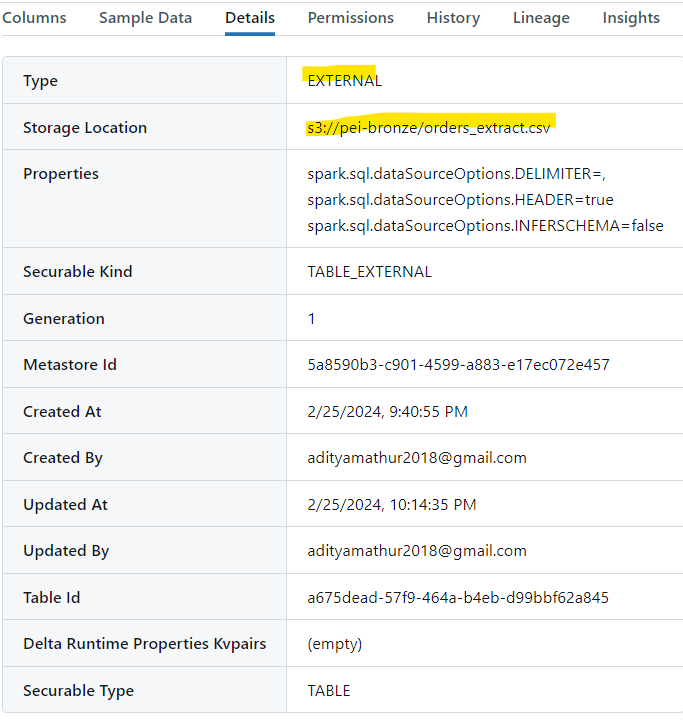 Columns Sample Data Details Permissions History Lineage Insights
Type EXTERNAL
Storage Location s3://pei-bronze/orders_extract.csv
Properties spark.sql.dataSourceOptions.DELIMITER=,
spark.sql.dataSourceOptions.HEADER=true
spark.sql.dataSourceOptions.INFERSCHEMA=false
Securable Kind TABLE_EXTERNAL
Generation 1
Metastore Id 5a8590b3-c901-4599-a883-e17ec072e457
Created At 2/25/2024, 9:40:55 PM
Created By adityamathur2018@gmail.com
Updated At 2/25/2024, 10:14:35 PM
Updated By adityamathur2018@gmail.com
Table Id a675dead-57f9-464a-b4eb-d99bbf62a845
Delta Runtime Properties Kvpairs (empty)
Securable Type TABLE